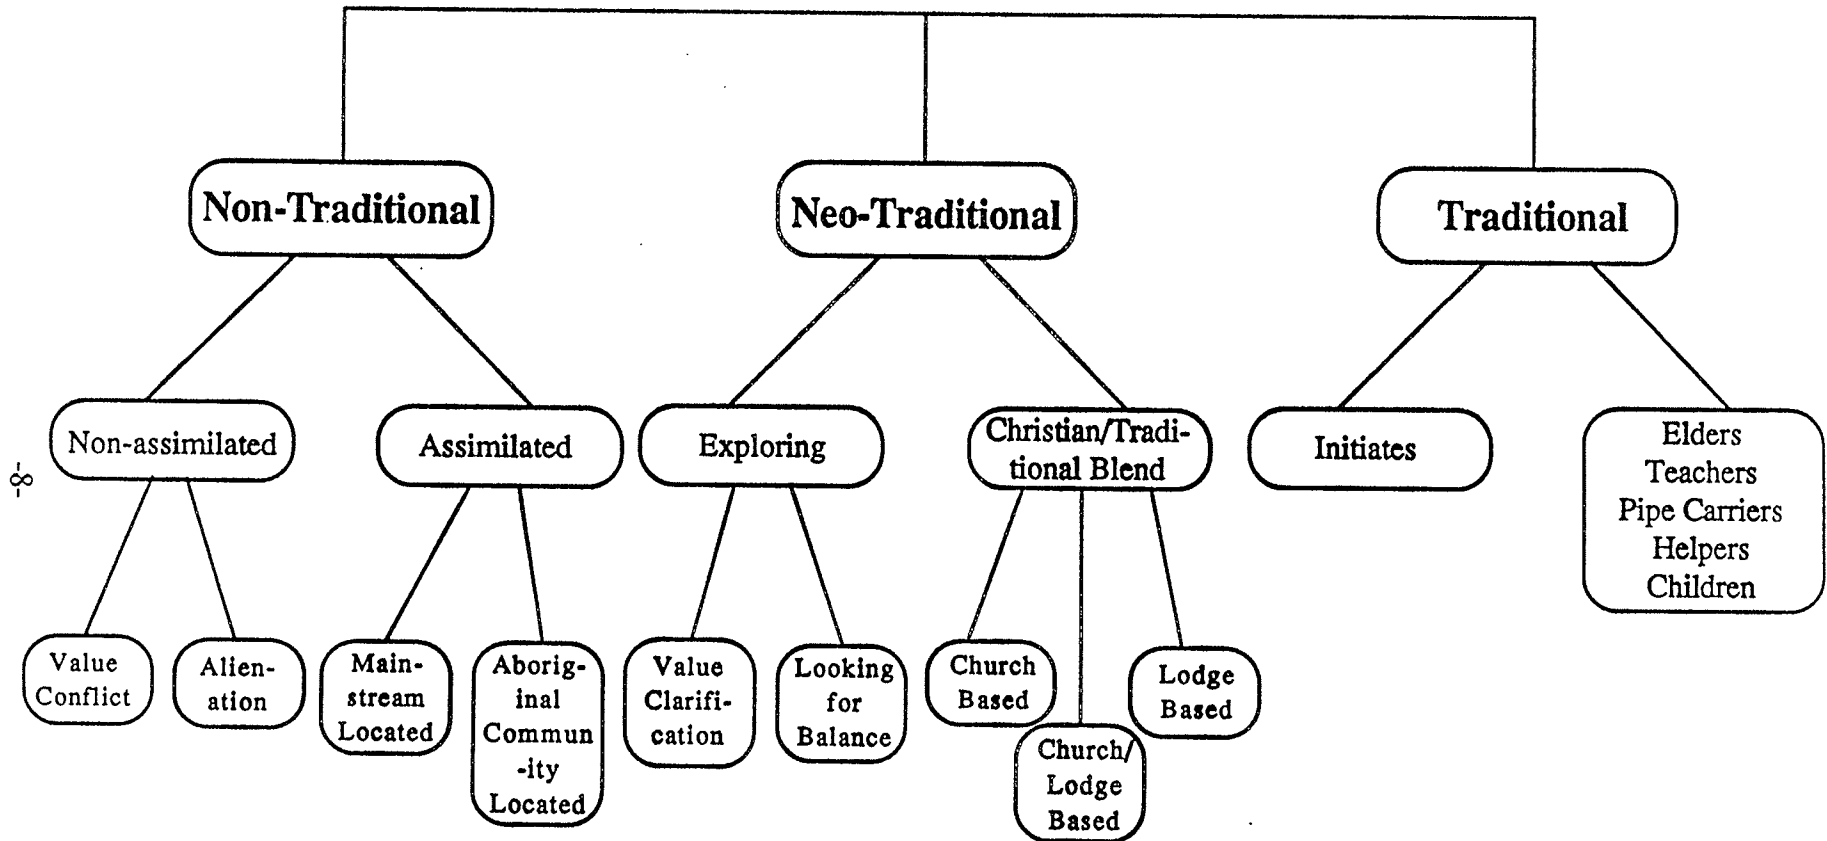 Non-Traditional
Neo-Traditional
Traditional
Non-assimilated
Assimilated
Exploring
Christian/Tradi-
tional Blend
Initiates
Elders
Teachers
Pipe Carriers
Helpers
Children
-8-
Value
Conflict
Alien-
ation
Main-
stream
Located
Aborig-
inal
Commun
-ity
Located
Value
Clarifi-
cation
Looking
for
Balance
Church
Based
Church/
Lodge
Based
Lodge
Based